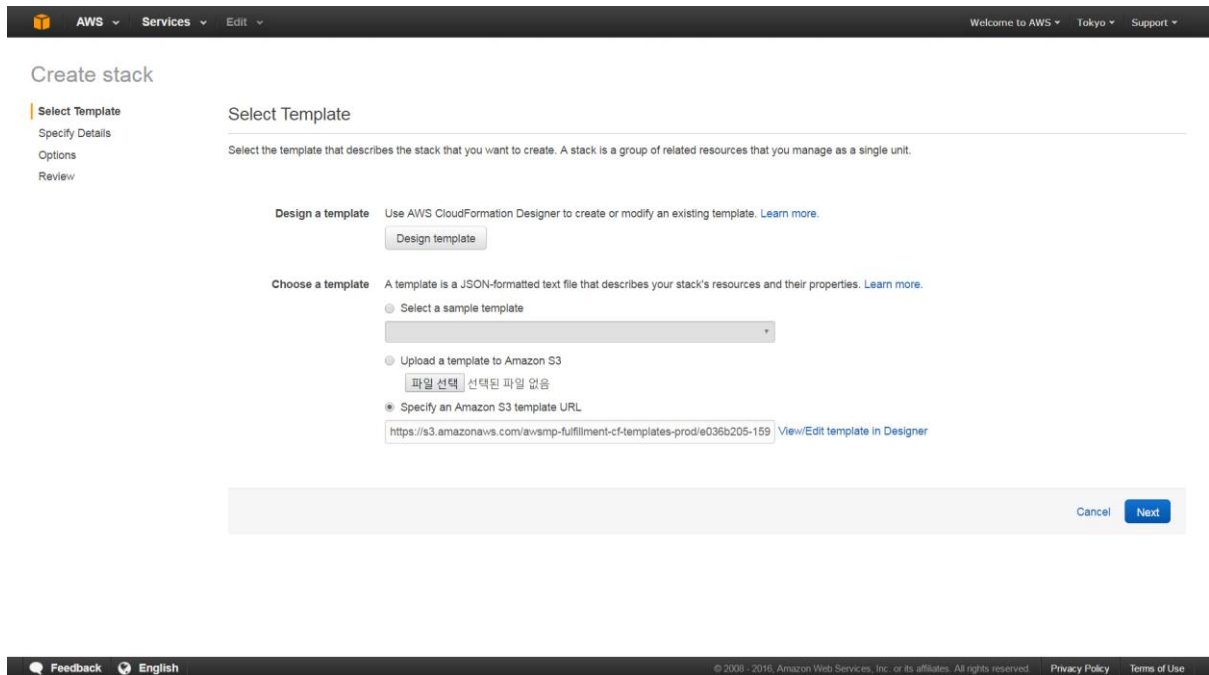 AWS Services Edit Welcome to AWS Tokyo Support
Create stack
Select Template
Specify Details
Options
Review
Select Template
Select the template that describes the stack that you want to create. A stack is a group of related resources that you manage as a single unit.
Design a template Use AWS CloudFormation Designer to create or modify an existing template. Learn more.
Design template
Choose a template A template is a JSON-formatted text file that describes your stack's resources and their properties. Learn more.
Select a sample template
Upload a template to Amazon S3
파일 선택 선택된 파일 없음
Specify an Amazon S3 template URL
https://s3.amazonaws.com/awsmp-fulfillment-cf-templates-prod/e036b205-159 View/Edit template in Designer
Cancel Next
Feedback English © 2008 - 2016, Amazon Web Services, Inc. or its affiliates. All rights reserved. Privacy Policy Terms of Use